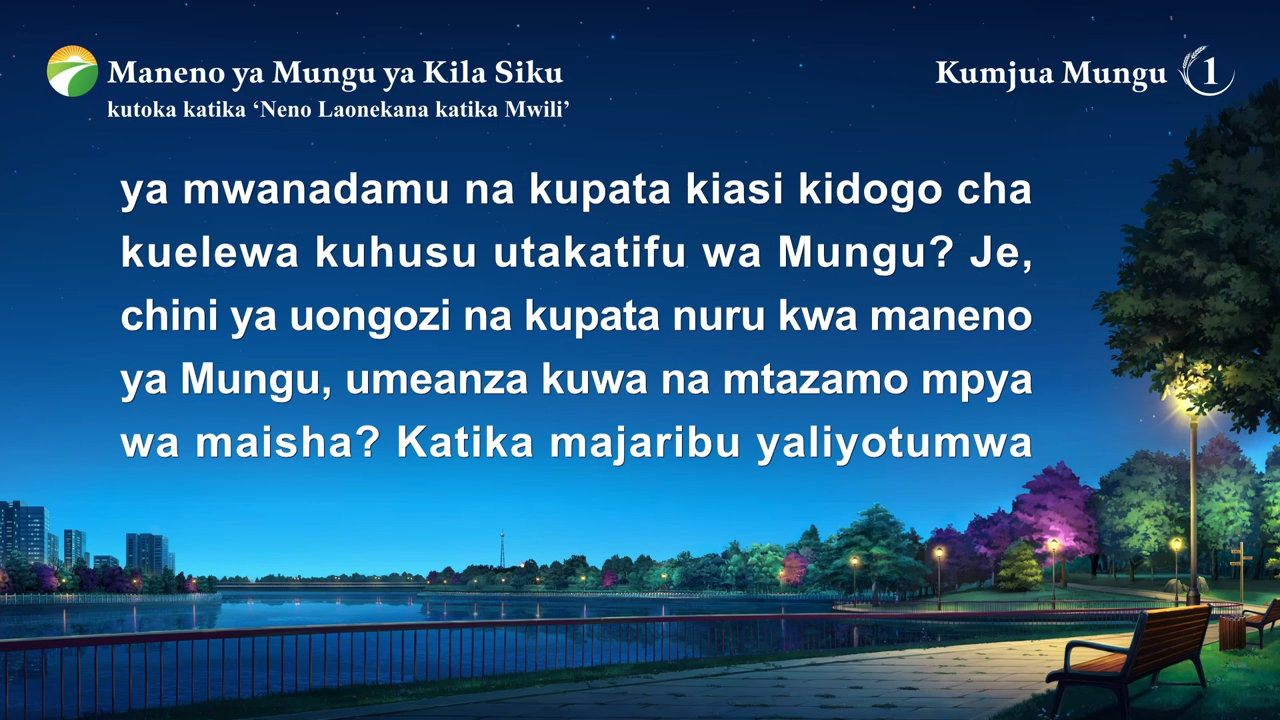 Maneno ya Mungu ya Kila Siku
kutoka katika ‘Neno Laonekana katika Mwili’
Kumjua Mungu 1
ya mwanadamu na kupata kiasi kidogo cha
kuelewa kuhusu utakatifu wa Mungu? Je,
chini ya uongozi na kupata nuru kwa maneno
ya Mungu, umeanza kuwa na mtazamo mpya
wa maisha? Katika majaribu yaliyotumwa